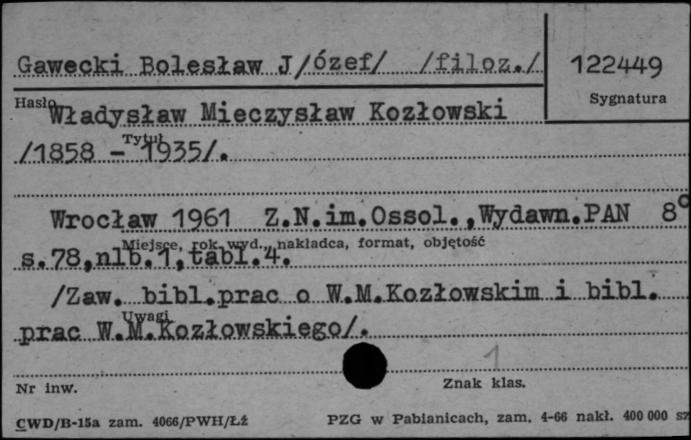 Gawecki Bolesław J/ózef/ /filoz./ 122449
Hasło Sygnatura
Władysław Mieczysław Kozłowski
Tytuł
/1858 - 1935/.
Wrocław 1961 Z.N.im.Ossol.,Wydawn.PAN 8°
Miejsce, rok wyd., nakładca, format, objętość
s.78,nlb.1,tabl.4.
/Zaw. bibl.prac o W.M.Kozłowskim i bibl.
Uwagi
prac W.M.Kozłowskiego/.
1
Nr inw. Znak klas.
CWD/B-15a zam. 4066/PWH/Łź PZG w Pabianicach, zam. 4-66 nakł. 400 000 sz